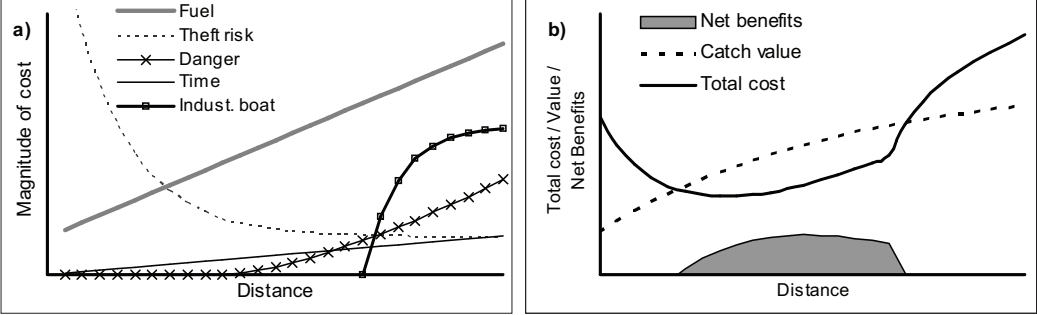 a)
Fuel
Theft risk
Danger
Time
Indust. boat
Magnitude of cost
Distance
b)
Net benefits
Catch value
Total cost
Total cost / Value /
Net Benefits
Distance